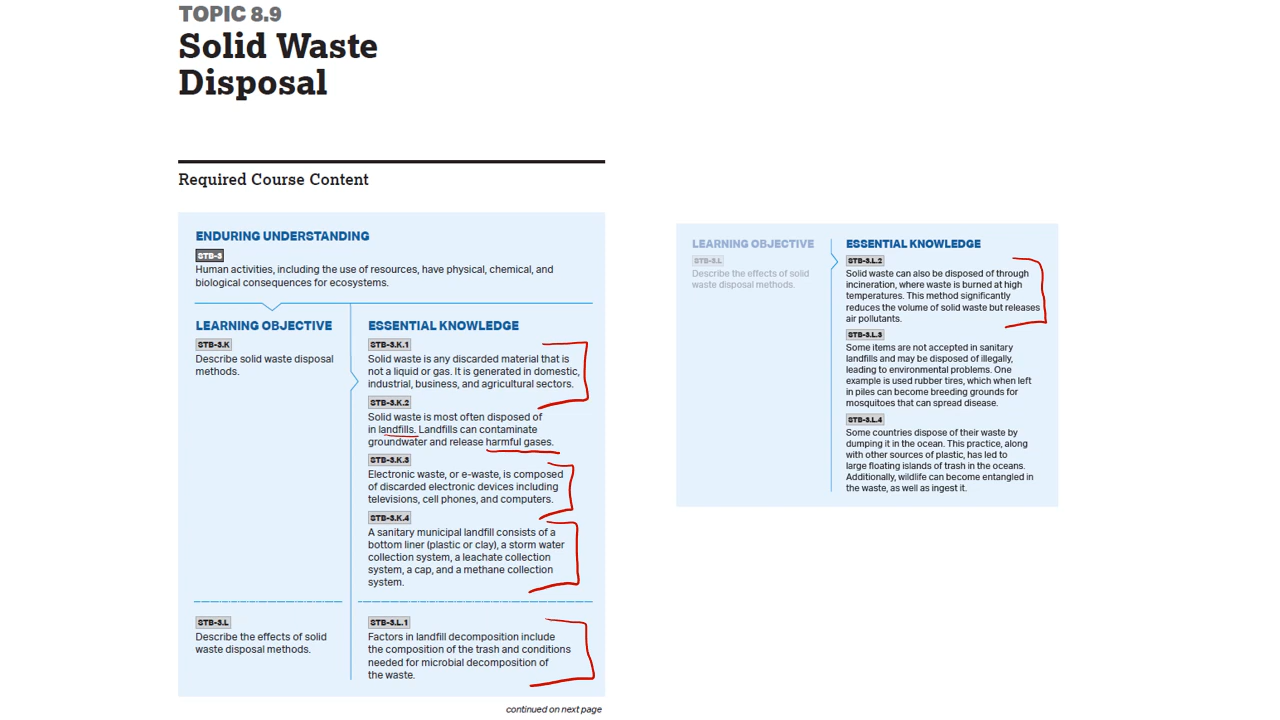 TOPIC 8.9
Solid Waste
Disposal
Required Course Content
ENDURING UNDERSTANDING
STB-3
Human activities, including the use of resources, have physical, chemical, and
biological consequences for ecosystems.
LEARNING OBJECTIVE
STB-3.K
Describe solid waste disposal
methods.
ESSENTIAL KNOWLEDGE
STB-3.K.1
Solid waste is any discarded material that is
not a liquid or gas. It is generated in domestic,
industrial, business, and agricultural sectors.
STB-3.K.2
Solid waste is most often disposed of
in landfills. Landfills can contaminate
groundwater and release harmful gases.
STB-3.K.3
Electronic waste, or e-waste, is composed
of discarded electronic devices including
televisions, cell phones, and computers.
STB-3.K.4
A sanitary municipal landfill consists of a
bottom liner (plastic or clay), a storm water
collection system, a leachate collection
system, a cap, and a methane collection
system.
STB-3.L
Describe the effects of solid
waste disposal methods.
STB-3.L.1
Factors in landfill decomposition include
the composition of the trash and conditions
needed for microbial decomposition of
the waste.
continued on next page
LEARNING OBJECTIVE
STB-3.L
Describe the effects of solid
waste disposal methods.
ESSENTIAL KNOWLEDGE
STB-3.L.2
Solid waste can also be disposed of through
incineration, where waste is burned at high
temperatures. This method significantly
reduces the volume of solid waste but releases
air pollutants.
STB-3.L.3
Some items are not accepted in sanitary
landfills and may be disposed of illegally,
leading to environmental problems. One
example is used rubber tires, which when left
in piles can become breeding grounds for
mosquitoes that can spread disease.
STB-3.L.4
Some countries dispose of their waste by
dumping it in the ocean. This practice, along
with other sources of plastic, has led to
large floating islands of trash in the oceans.
Additionally, wildlife can become entangled in
the waste, as well as ingest it.